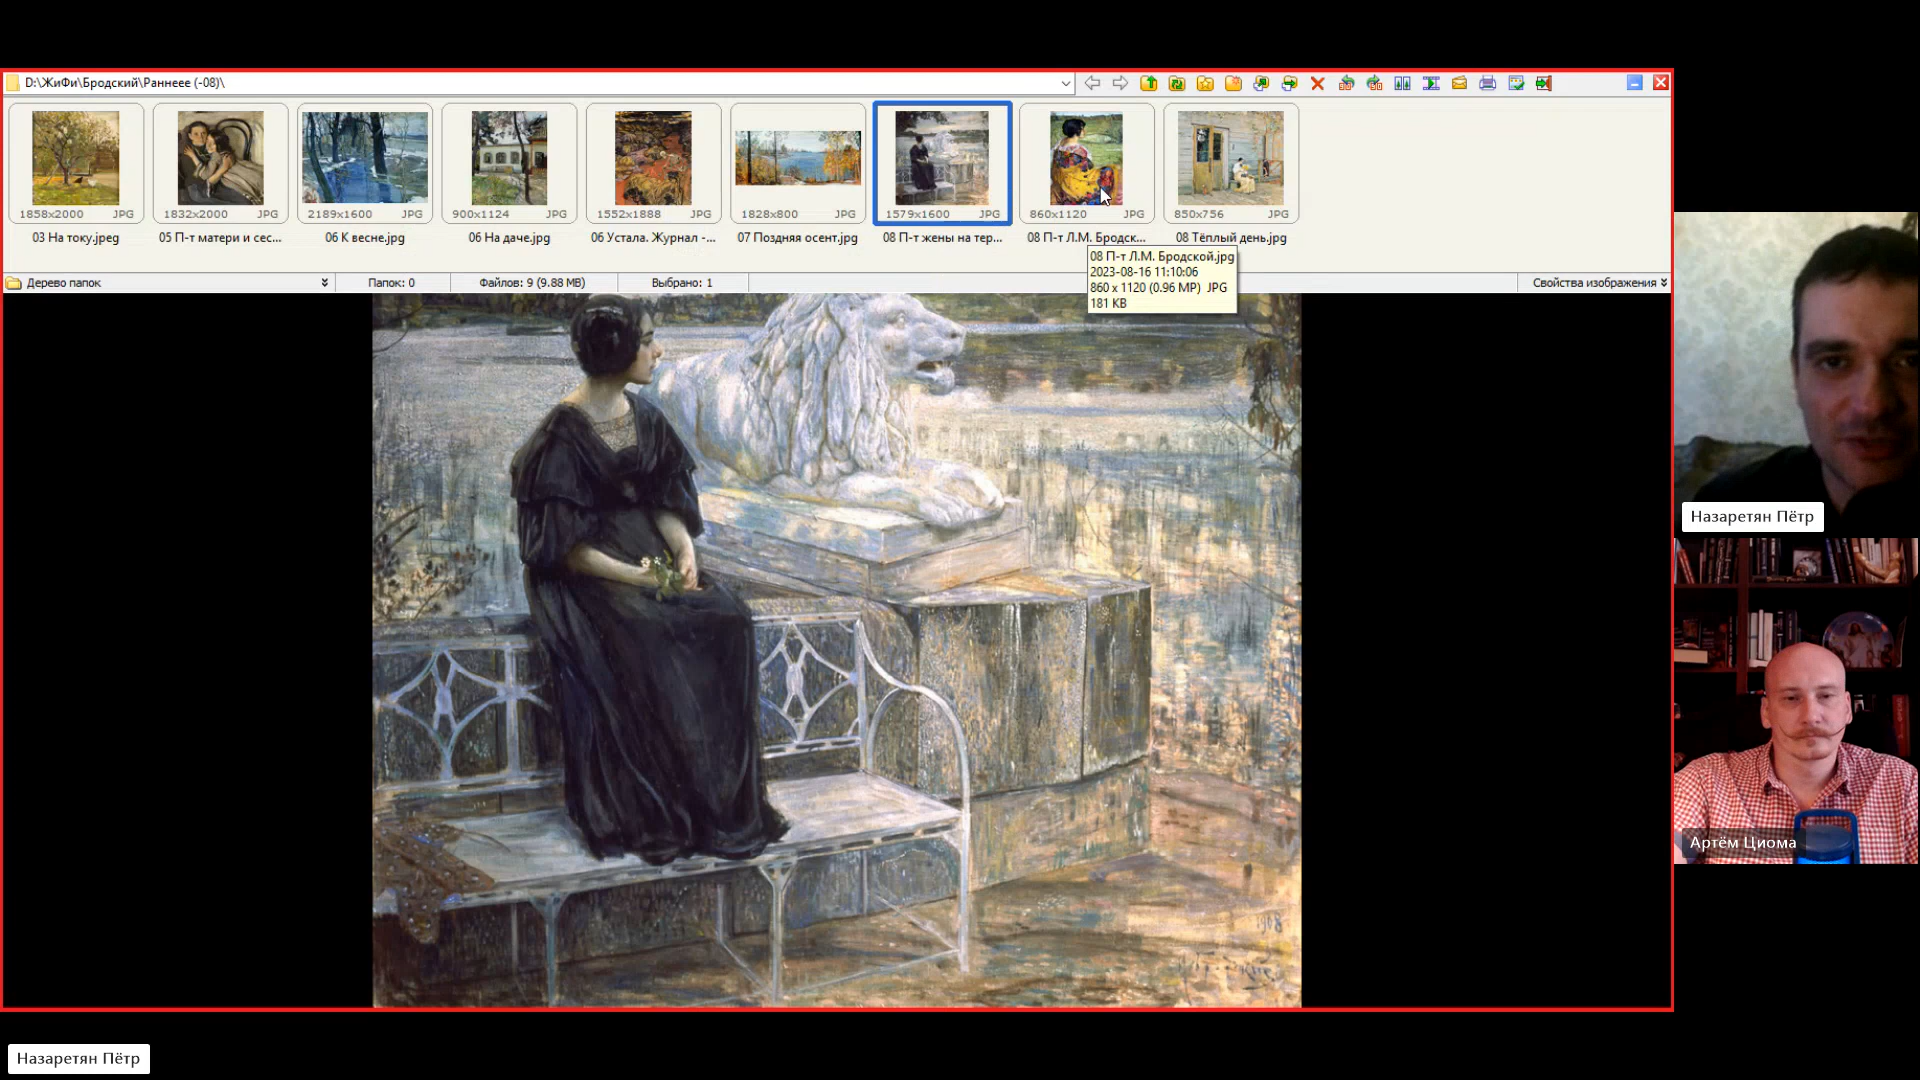 D:\ЖиФи\Бродский\Раннеее (-08)\
1858x2000 JPG
1832x2000 JPG
2189x1600 JPG
900x1124 JPG
1552x1888 JPG
1828x800 JPG
1579x1600 JPG
860x1120 JPG
850x756 JPG
03 На току.jpeg
05 П-т матери и сес...
06 К весне.jpg
06 На даче.jpg
06 Устала. Журнал -...
07 Поздняя осент.jpg
08 П-т жены на тер...
08 П-т Л.М. Бродск...
08 Тёплый день.jpg
08 П-т Л.М. Бродской.jpg
2023-08-16 11:10:06
860 x 1120 (0.96 MP) JPG
181 KB
Дерево папок
Папок: 0
Файлов: 9 (9.88 MB)
Выбрано: 1
Свойства изображения
Назаретян Пётр
Артём Циома
1908
Назаретян Пётр